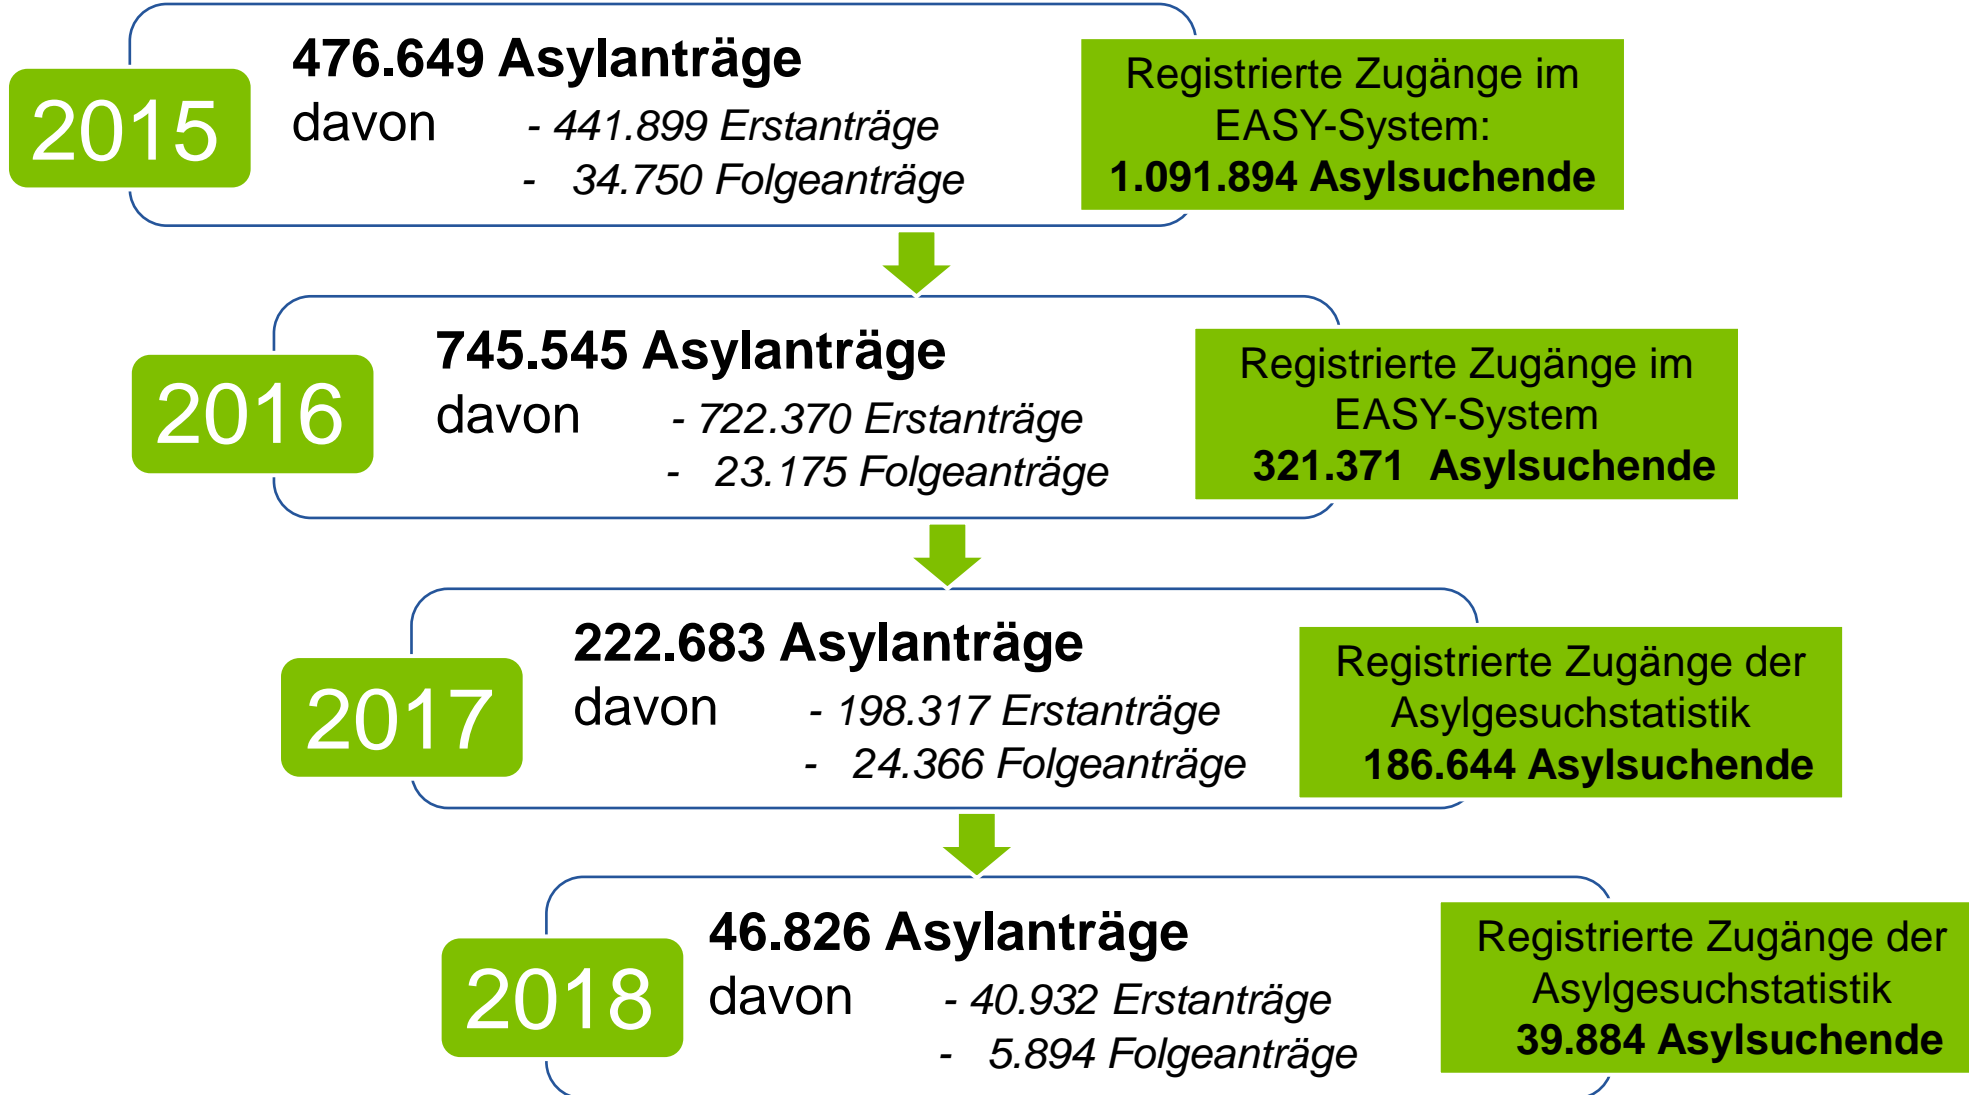 2015
476.649 Asylanträge
davon - 441.899 Erstanträge
- 34.750 Folgeanträge
Registrierte Zugänge im
EASY-System:
1.091.894 Asylsuchende
2016
745.545 Asylanträge
davon - 722.370 Erstanträge
- 23.175 Folgeanträge
Registrierte Zugänge im
EASY-System
321.371 Asylsuchende
2017
222.683 Asylanträge
davon - 198.317 Erstanträge
- 24.366 Folgeanträge
Registrierte Zugänge der
Asylgesuchstatistik
186.644 Asylsuchende
2018
46.826 Asylanträge
davon - 40.932 Erstanträge
- 5.894 Folgeanträge
Registrierte Zugänge der
Asylgesuchstatistik
39.884 Asylsuchende